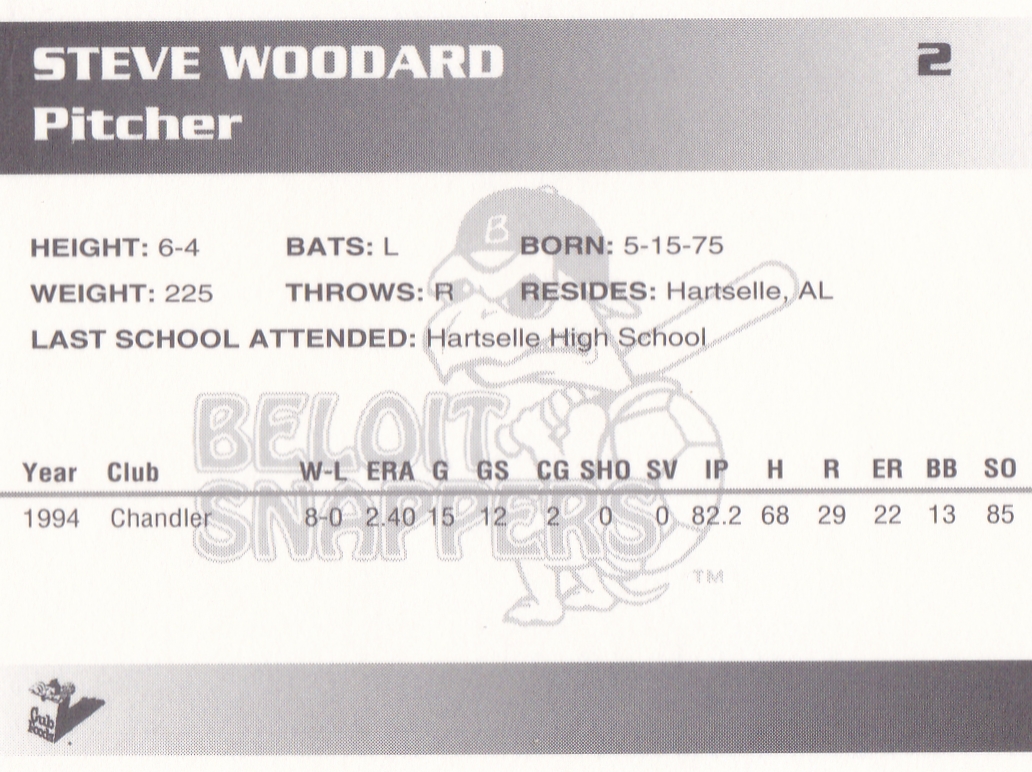 STEVE WOODARD 2
Pitcher
B
HEIGHT: 6-4 BATS: L BORN: 5-15-75
WEIGHT: 225 THROWS: R RESIDES: Hartselle, AL
LAST SCHOOL ATTENDED: Hartselle High School
BELOIT
SNAPPERS
TM
Year Club W-L ERA G GS CG SHO SV IP H R ER BB SO
1994 Chandler 8-0 2.40 15 12 2 0 0 82.2 68 29 22 13 85
Cub
Foods